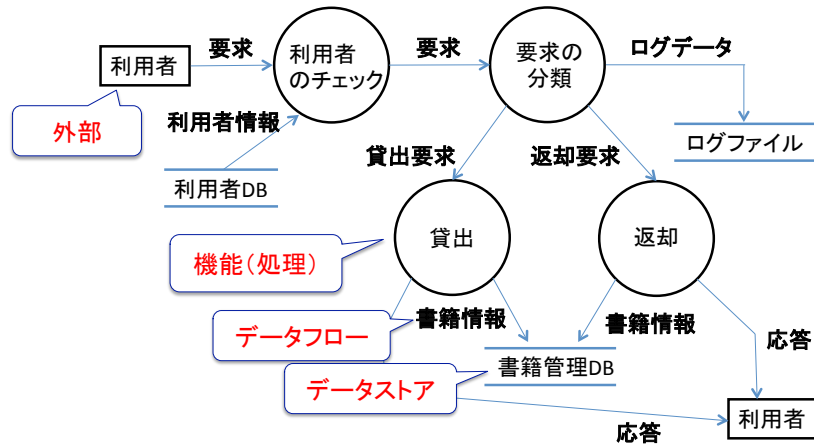 要求
要求
ログデータ
利用者
利用者
のチェック
要求の
分類
外部
利用者情報
ログファイル
貸出要求
返却要求
利用者DB
貸出
返却
機能(処理)
書籍情報
書籍情報
データフロー
応答
書籍管理DB
データストア
利用者
応答